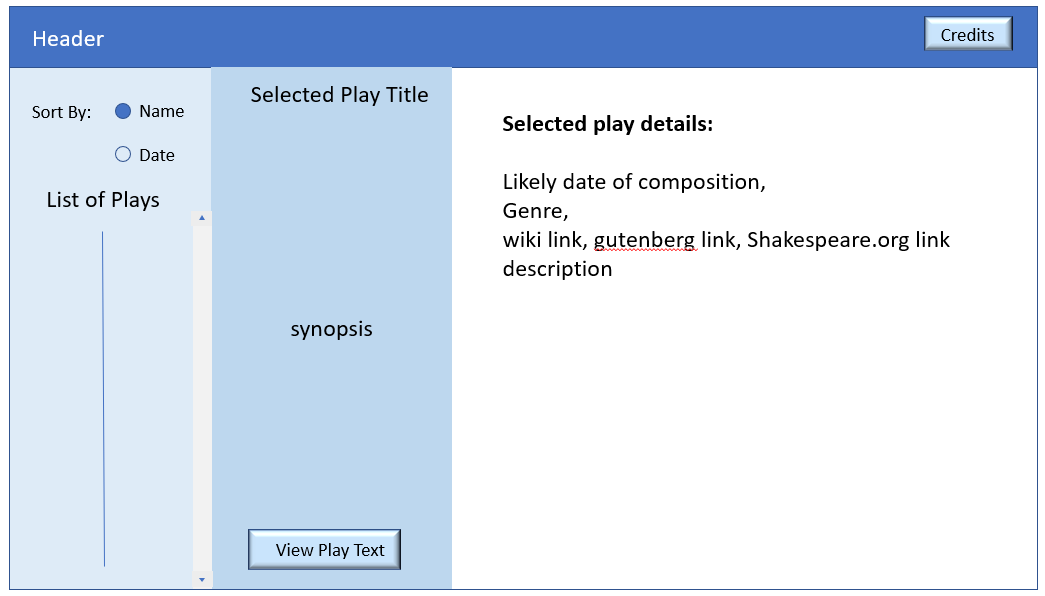 Header
Credits
Sort By:
Name
Date
List of Plays
Selected Play Title
synopsis
View Play Text
Selected play details:
Likely date of composition,
Genre,
wiki link, gutenberg link, Shakespeare.org link
description